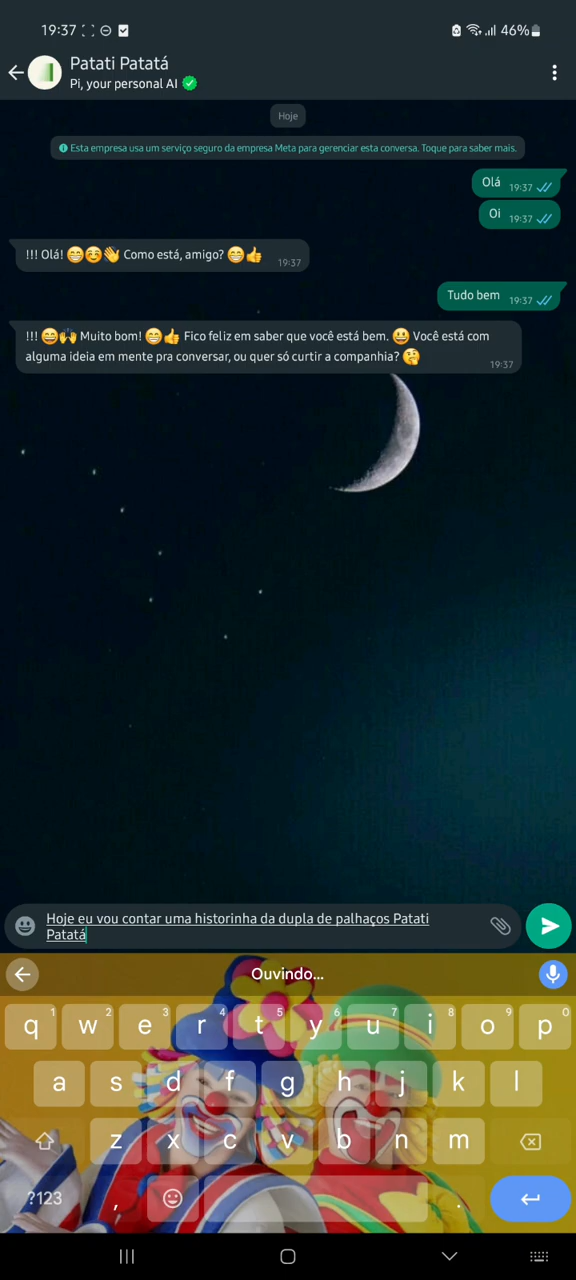 19:37
46%
Patati Patatá
Pi, your personal AI
Hoje
Esta empresa usa um serviço seguro da empresa Meta para gerenciar esta conversa. Toque para saber mais.
Olá 19:37
Oi 19:37
!!! Olá! 😁☺️👋 Como está, amigo? 😁👍
19:37
Tudo bem 19:37
!!! 😄🙌 Muito bom! 😁👍 Fico feliz em saber que você está bem. 😃 Você está com
alguma ideia em mente pra conversar, ou quer só curtir a companhia? 🤔
19:37
Hoje eu vou contar uma historinha da dupla de palhaços Patati
Patatá
Ouvindo...
1 2 3 4 5 6 7 8 9 0
q w e r t y u i o p
a s d f g h j k l
z x c v b n m
?123 , .